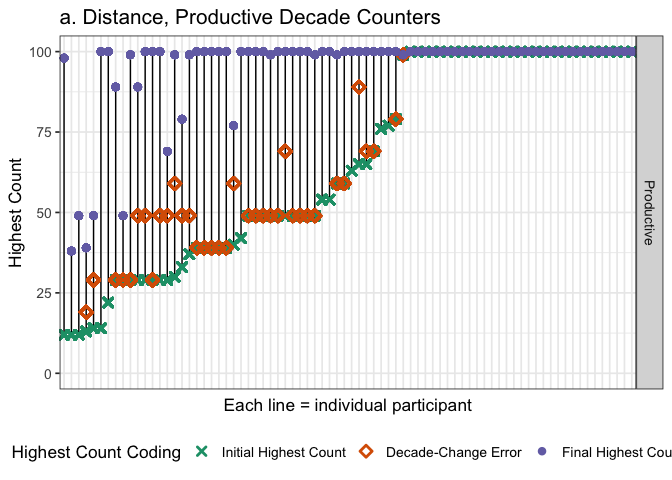 a. Distance, Productive Decade Counters
100
75
50
25
0
Highest Count
Productive
Each line = individual participant
Highest Count Coding Initial Highest Count Decade-Change Error Final Highest Cou